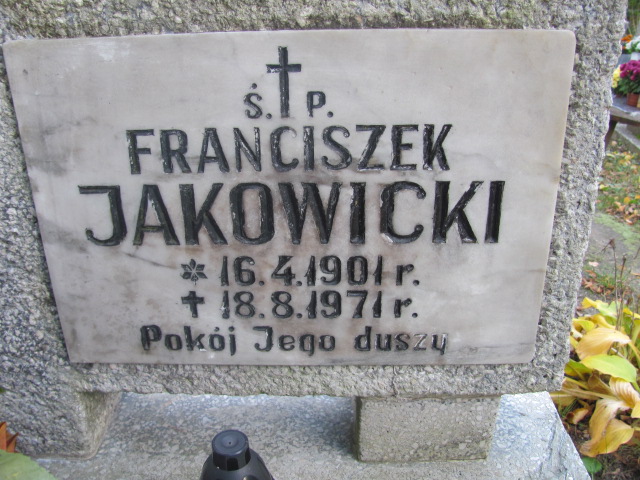 ś. P.
FRANCISZEK
JAKOWICKI
* 16.4.1901 r.
✝ 18.8.1971 r.
Pokój Jego duszy